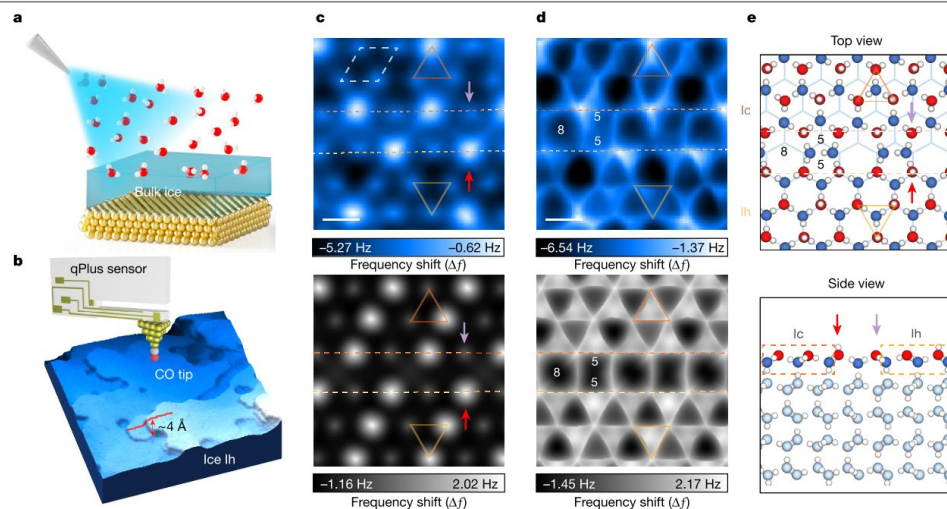 a
Bulk ice
b
qPlus sensor
CO tip
~4 Å
Ice Ih
c
−5.27 Hz −0.62 Hz
Frequency shift (Δf)
−1.16 Hz 2.02 Hz
Frequency shift (Δf)
d
8
5
5
−6.54 Hz −1.37 Hz
Frequency shift (Δf)
8
5
5
−1.45 Hz 2.17 Hz
Frequency shift (Δf)
e
Top view
Ic
8
5
5
Ih
Side view
Ic Ih